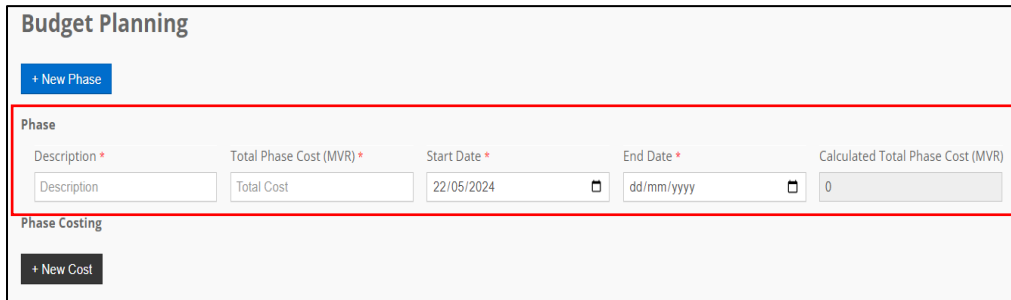 Budget Planning
+ New Phase
Phase
Description * Total Phase Cost (MVR) * Start Date * End Date * Calculated Total Phase Cost (MVR)
Description Total Cost 22/05/2024 dd/mm/yyyy 0
Phase Costing
+ New Cost